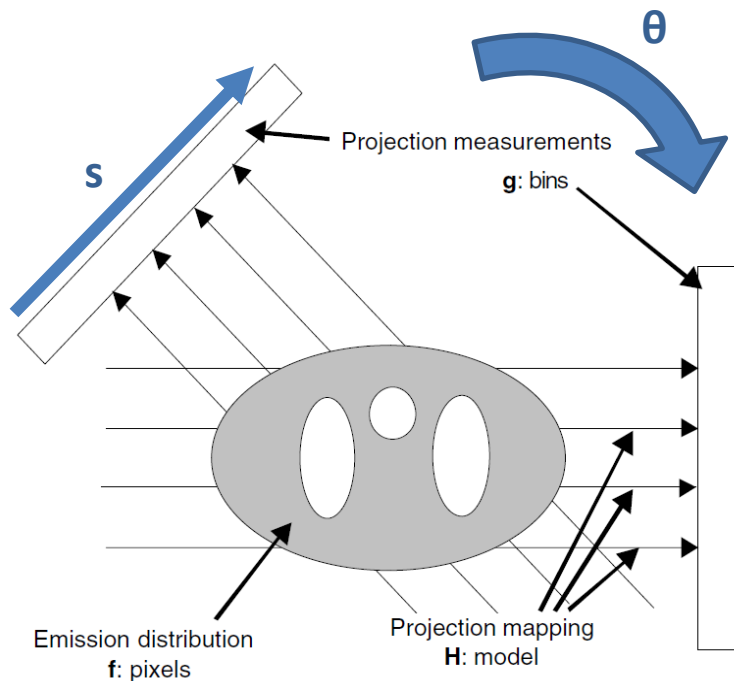 θ
Projection measurements
s
g: bins
Emission distribution
f: pixels
Projection mapping
H: model